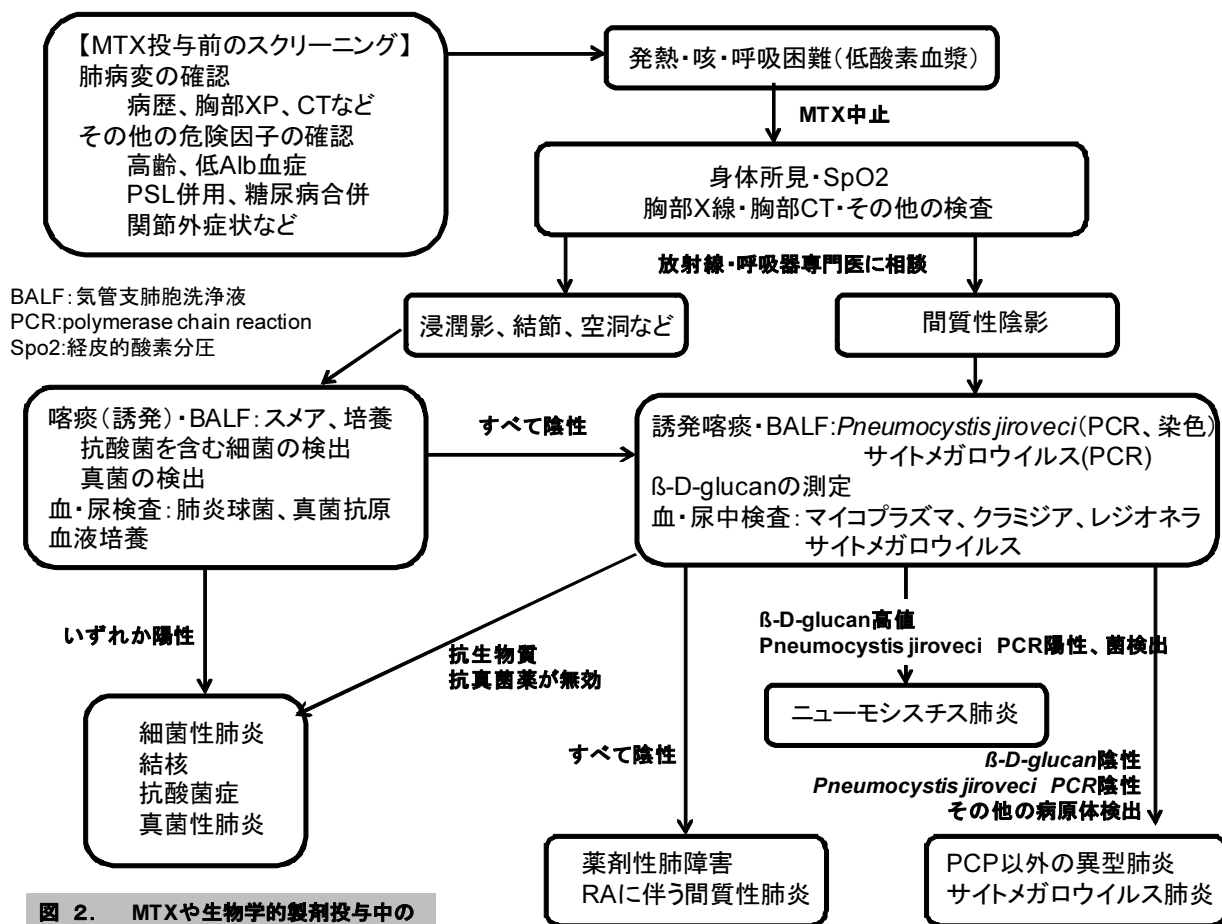 【MTX投与前のスクリーニング】
肺病変の確認
病歴、胸部XP、CTなど
その他の危険因子の確認
高齢、低Alb血症
PSL併用、糖尿病合併
関節外症状など
発熱・咳・呼吸困難(低酸素血漿)
MTX中止
身体所見・SpO2
胸部X線・胸部CT・その他の検査
放射線・呼吸器専門医に相談
BALF:気管支肺胞洗浄液
PCR:polymerase chain reaction
Spo2:経皮的酸素分圧
浸潤影、結節、空洞など
間質性陰影
喀痰(誘発)・BALF:スメア、培養
抗酸菌を含む細菌の検出
真菌の検出
血・尿検査:肺炎球菌、真菌抗原
血液培養
すべて陰性
誘発喀痰・BALF:Pneumocystis jiroveci(PCR、染色)
サイトメガロウイルス(PCR)
ß-D-glucanの測定
血・尿中検査:マイコプラズマ、クラミジア、レジオネラ
サイトメガロウイルス
いずれか陽性
抗生物質
抗真菌薬が無効
ß-D-glucan高値
Pneumocystis jiroveci PCR陽性、菌検出
ニューモシスチス肺炎
細菌性肺炎
結核
抗酸菌症
真菌性肺炎
すべて陰性
ß-D-glucan陰性
Pneumocystis jiroveci PCR陰性
その他の病原体検出
薬剤性肺障害
RAに伴う間質性肺炎
PCP以外の異型肺炎
サイトメガロウイルス肺炎
図 2. MTXや生物学的製剤投与中の